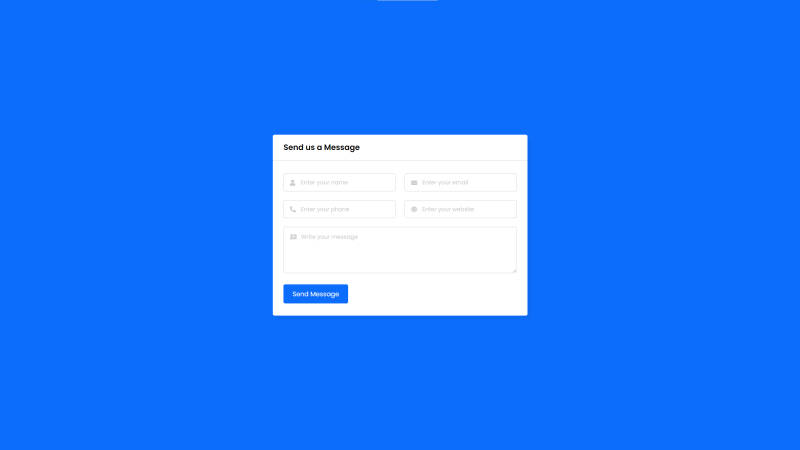 Send us a Message
Enter your name
Enter your email
Enter your phone
Enter your website
Write your message
Send Message